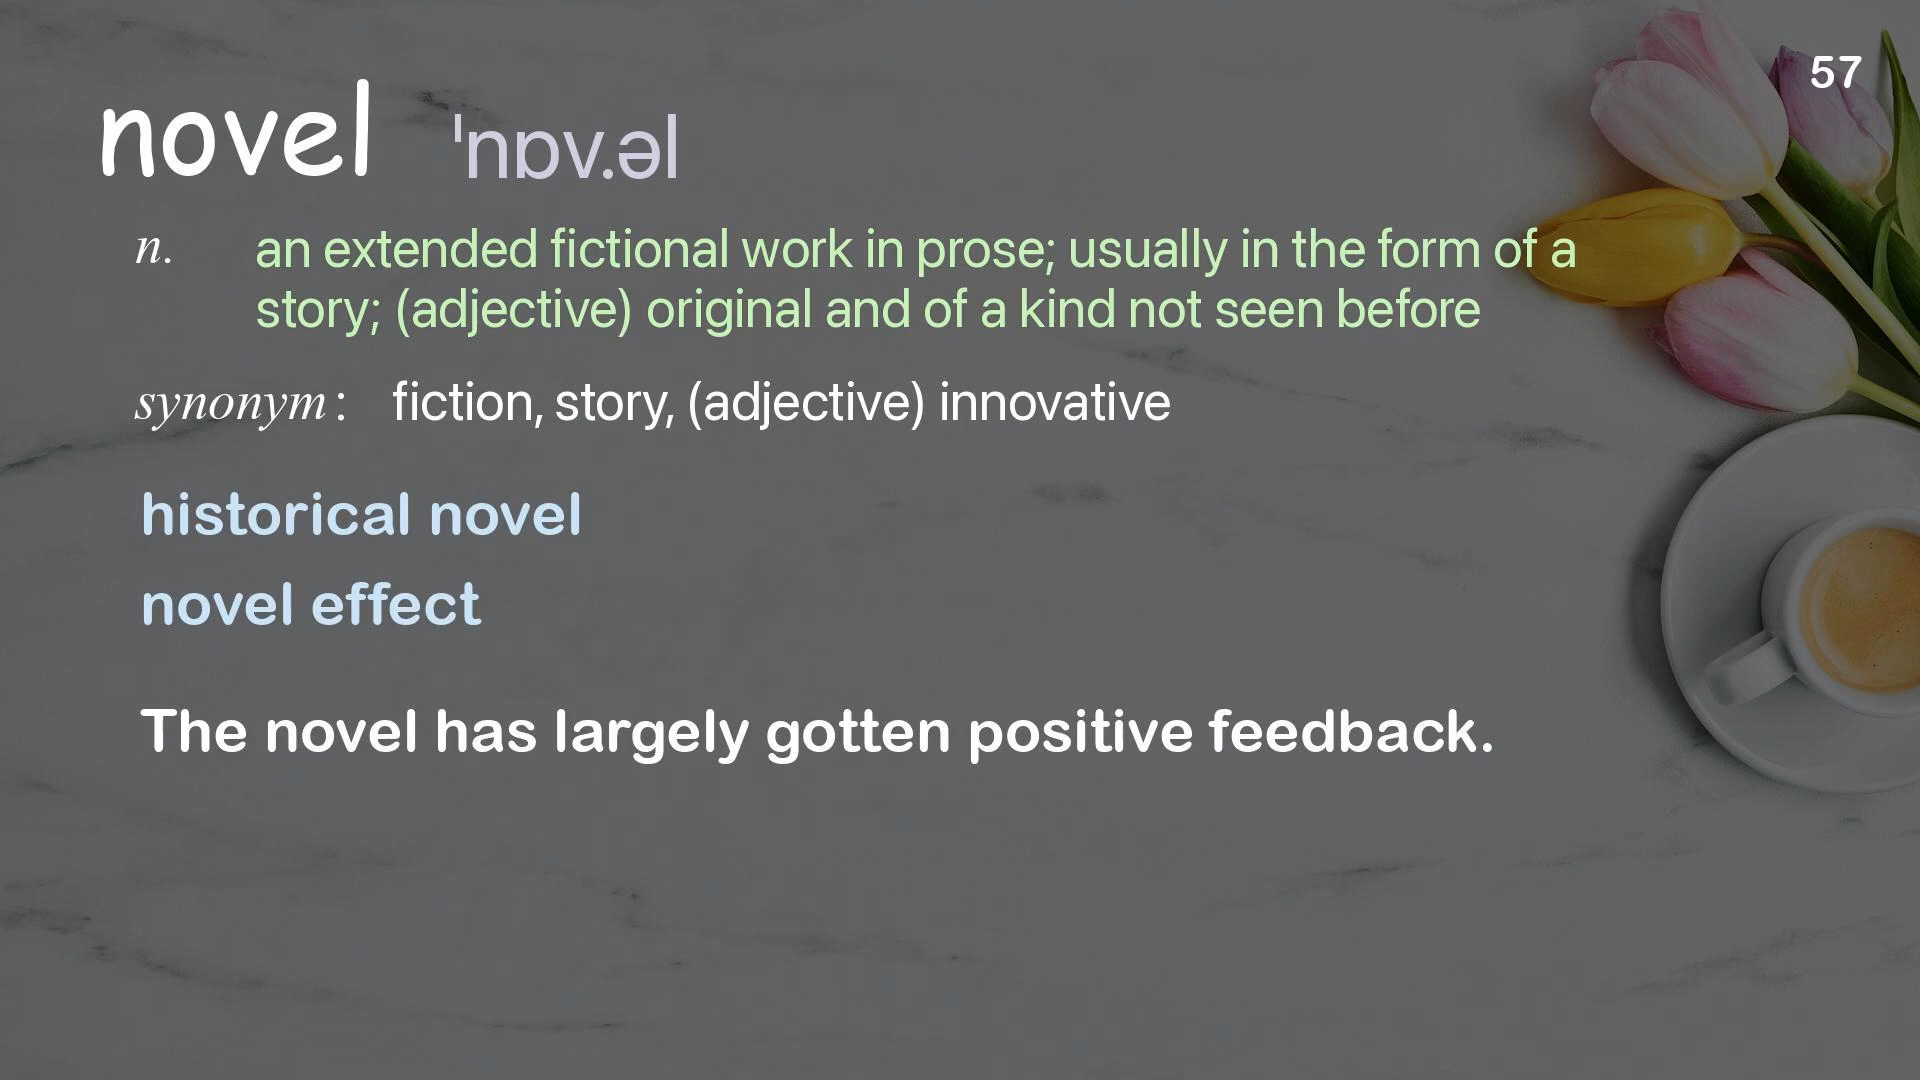 57
novel ˈnɒv.əl
n. an extended fictional work in prose; usually in the form of a
story; (adjective) original and of a kind not seen before
synonym: fiction, story, (adjective) innovative
historical novel
novel effect
The novel has largely gotten positive feedback.